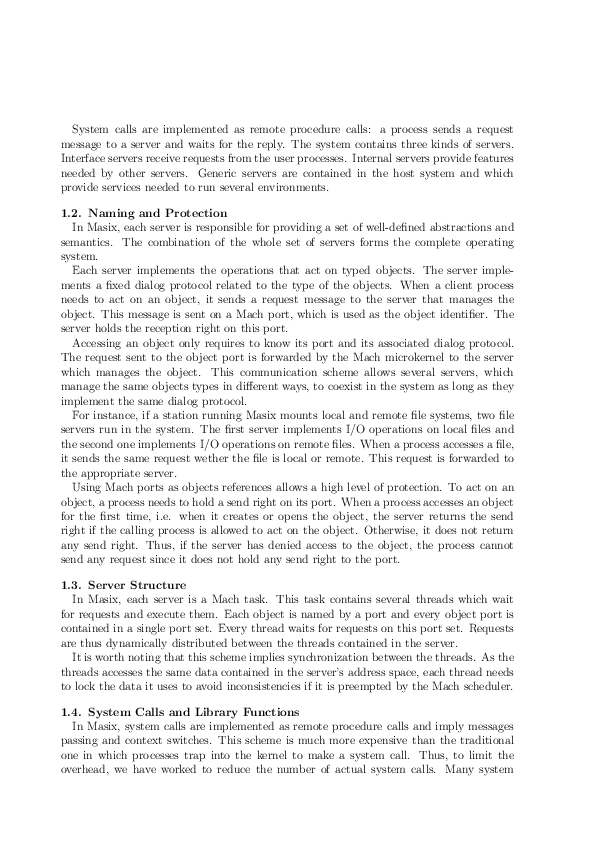 System calls are implemented as remote procedure calls: a process sends a request
message to a server and waits for the reply. The system contains three kinds of servers.
Interface servers receive requests from the user processes. Internal servers provide features
needed by other servers. Generic servers are contained in the host system and which
provide services needed to run several environments.
1.2. Naming and Protection
In Masix, each server is responsible for providing a set of well-defined abstractions and
semantics. The combination of the whole set of servers forms the complete operating
system.
Each server implements the operations that act on typed objects. The server imple-
ments a fixed dialog protocol related to the type of the objects. When a client process
needs to act on an object, it sends a request message to the server that manages the
object. This message is sent on a Mach port, which is used as the object identifier. The
server holds the reception right on this port.
Accessing an object only requires to know its port and its associated dialog protocol.
The request sent to the object port is forwarded by the Mach microkernel to the server
which manages the object. This communication scheme allows several servers, which
manage the same objects types in different ways, to coexist in the system as long as they
implement the same dialog protocol.
For instance, if a station running Masix mounts local and remote file systems, two file
servers run in the system. The first server implements I/O operations on local files and
the second one implements I/O operations on remote files. When a process accesses a file,
it sends the same request wether the file is local or remote. This request is forwarded to
the appropriate server.
Using Mach ports as objects references allows a high level of protection. To act on an
object, a process needs to hold a send right on its port. When a process accesses an object
for the first time, i.e. when it creates or opens the object, the server returns the send
right if the calling process is allowed to act on the object. Otherwise, it does not return
any send right. Thus, if the server has denied access to the object, the process cannot
send any request since it does not hold any send right to the port.
1.3. Server Structure
In Masix, each server is a Mach task. This task contains several threads which wait
for requests and execute them. Each object is named by a port and every object port is
contained in a single port set. Every thread waits for requests on this port set. Requests
are thus dynamically distributed between the threads contained in the server.
It is worth noting that this scheme implies synchronization between the threads. As the
threads accesses the same data contained in the server's address space, each thread needs
to lock the data it uses to avoid inconsistencies if it is preempted by the Mach scheduler.
1.4. System Calls and Library Functions
In Masix, system calls are implemented as remote procedure calls and imply messages
passing and context switches. This scheme is much more expensive than the traditional
one in which processes trap into the kernel to make a system call. Thus, to limit the
overhead, we have worked to reduce the number of actual system calls. Many system